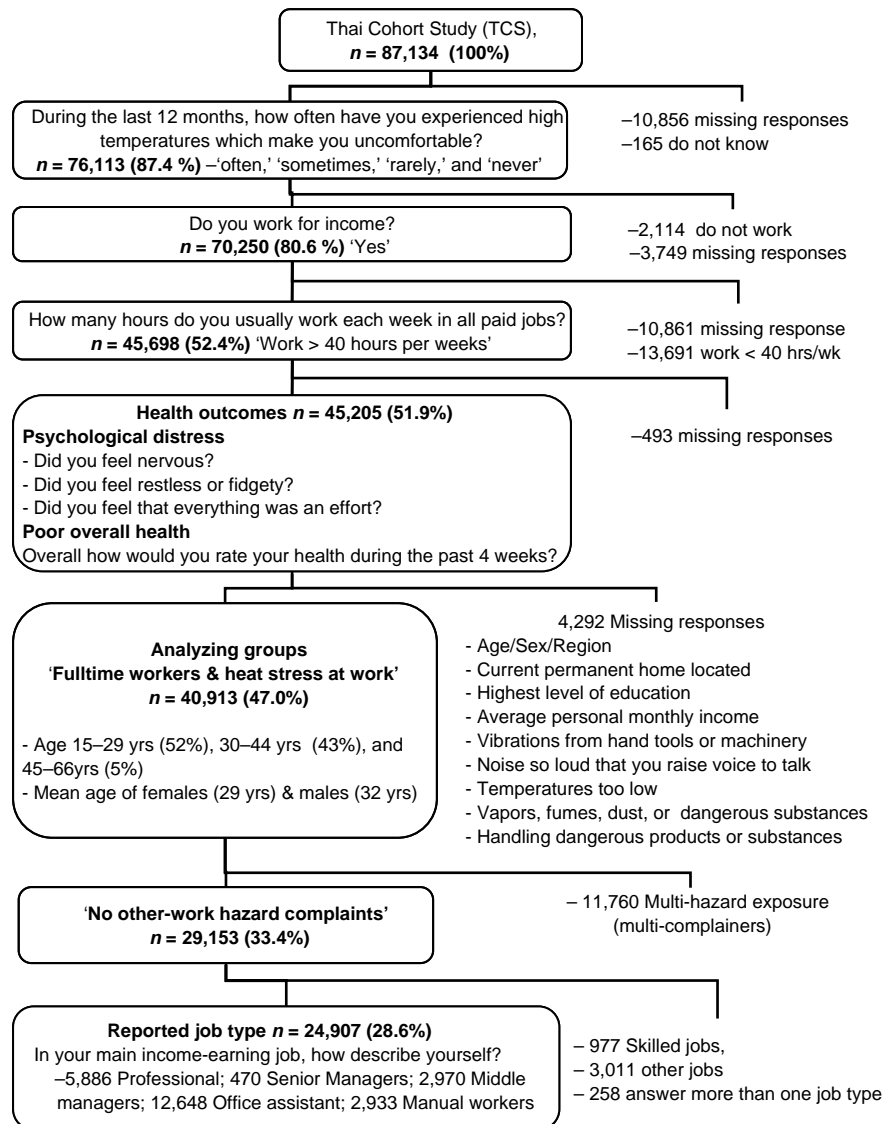 Thai Cohort Study (TCS),
n = 87,134 (100%)
During the last 12 months, how often have you experienced high
temperatures which make you uncomfortable?
n = 76,113 (87.4 %) –‘often,’ ‘sometimes,’ ‘rarely,’ and ‘never’
–10,856 missing responses
–165 do not know
Do you work for income?
n = 70,250 (80.6 %) ‘Yes’
–2,114 do not work
–3,749 missing responses
How many hours do you usually work each week in all paid jobs?
n = 45,698 (52.4%) ‘Work > 40 hours per weeks’
–10,861 missing response
–13,691 work < 40 hrs/wk
Health outcomes n = 45,205 (51.9%)
Psychological distress
- Did you feel nervous?
- Did you feel restless or fidgety?
- Did you feel that everything was an effort?
Poor overall health
Overall how would you rate your health during the past 4 weeks?
–493 missing responses
Analyzing groups
‘Fulltime workers & heat stress at work’
n = 40,913 (47.0%)
- Age 15–29 yrs (52%), 30–44 yrs (43%), and
45–66yrs (5%)
- Mean age of females (29 yrs) & males (32 yrs)
4,292 Missing responses
- Age/Sex/Region
- Current permanent home located
- Highest level of education
- Average personal monthly income
- Vibrations from hand tools or machinery
- Noise so loud that you raise voice to talk
- Temperatures too low
- Vapors, fumes, dust, or dangerous substances
- Handling dangerous products or substances
‘No other-work hazard complaints’
n = 29,153 (33.4%)
– 11,760 Multi-hazard exposure
(multi-complainers)
Reported job type n = 24,907 (28.6%)
In your main income-earning job, how describe yourself?
–5,886 Professional; 470 Senior Managers; 2,970 Middle
managers; 12,648 Office assistant; 2,933 Manual workers
– 977 Skilled jobs,
– 3,011 other jobs
– 258 answer more than one job type